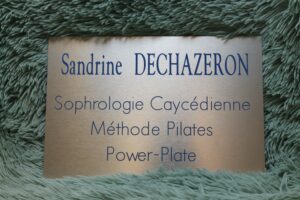 Sandrine DECHAZERON
Sophrologie Caycédienne
Méthode Pilates
Power-Plate